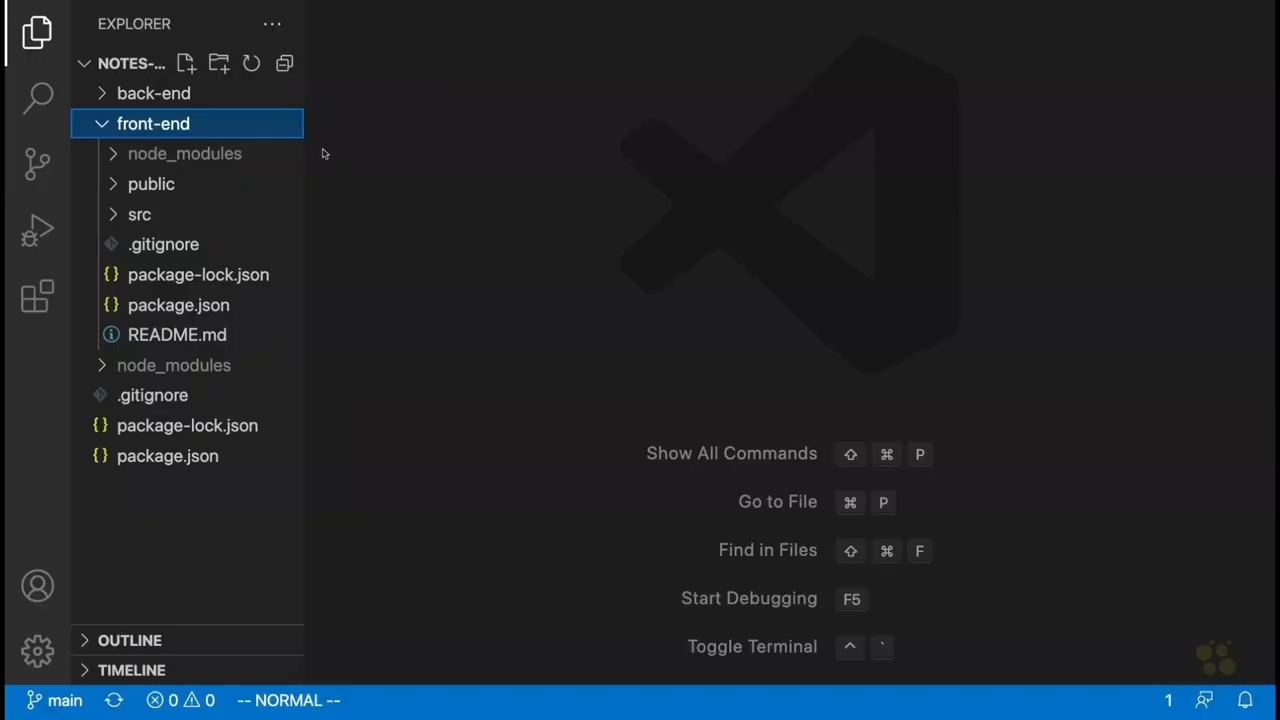 EXPLORER
NOTES-...
back-end
front-end
node_modules
public
src
.gitignore
package-lock.json
package.json
README.md
node_modules
.gitignore
package-lock.json
package.json
Show All Commands ⇧ ⌘ P
Go to File ⌘ P
Find in Files ⇧ ⌘ F
Start Debugging F5
Toggle Terminal ^ `
OUTLINE
TIMELINE
main 0 0 -- NORMAL -- 1